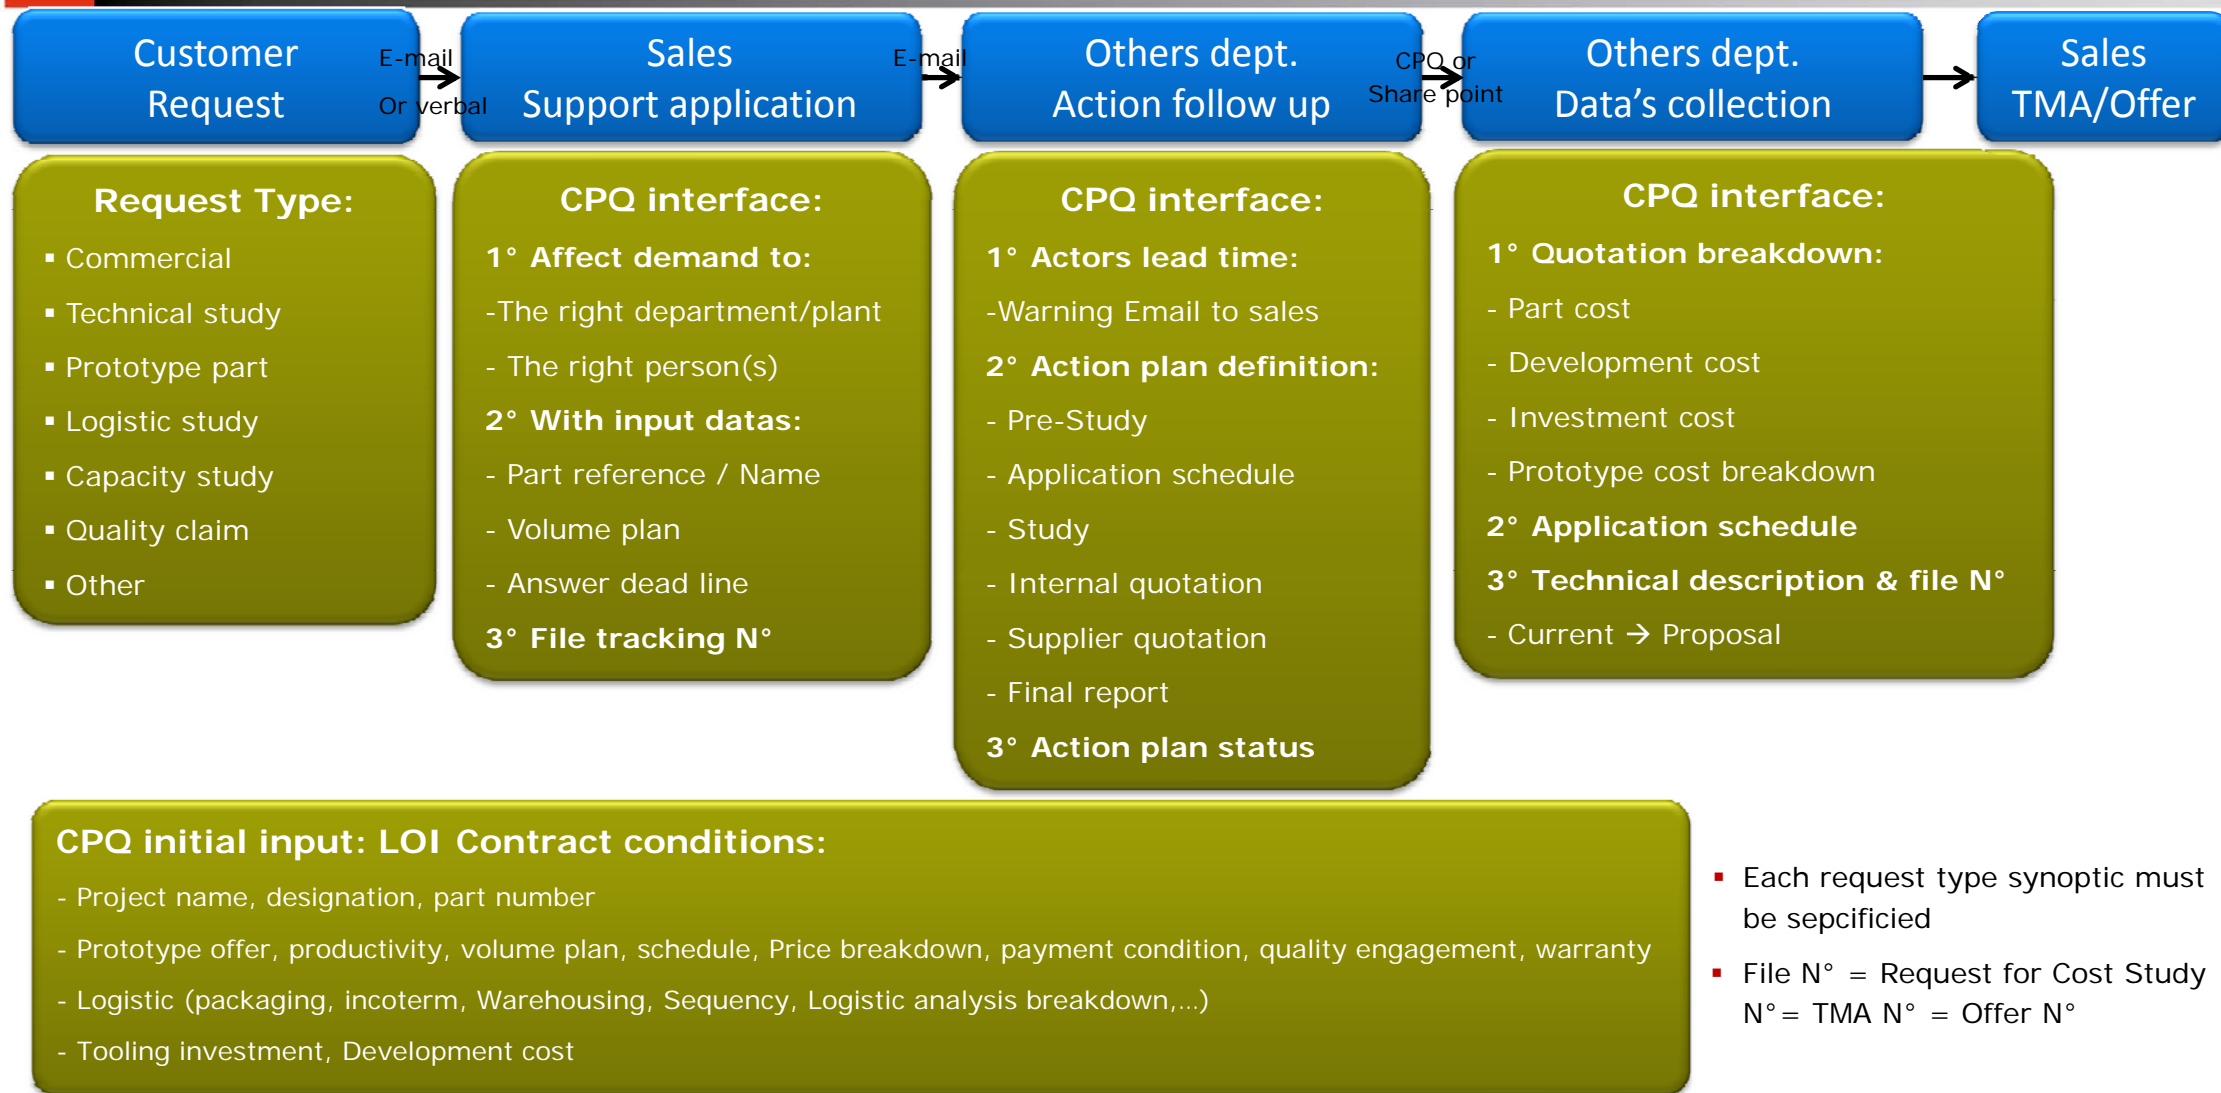 Customer
Request
E-mail
Or verbal
Sales
Support application
E-mail
Others dept.
Action follow up
CPQ or
Share point
Others dept.
Data's collection
Sales
TMA/Offer
Request Type:
▪ Commercial
▪ Technical study
▪ Prototype part
▪ Logistic study
▪ Capacity study
▪ Quality claim
▪ Other
CPQ interface:
1° Affect demand to:
-The right department/plant
- The right person(s)
2° With input datas:
- Part reference / Name
- Volume plan
- Answer dead line
3° File tracking N°
CPQ interface:
1° Actors lead time:
-Warning Email to sales
2° Action plan definition:
- Pre-Study
- Application schedule
- Study
- Internal quotation
- Supplier quotation
- Final report
3° Action plan status
CPQ interface:
1° Quotation breakdown:
- Part cost
- Development cost
- Investment cost
- Prototype cost breakdown
2° Application schedule
3° Technical description & file N°
- Current → Proposal
CPQ initial input: LOI Contract conditions:
- Project name, designation, part number
- Prototype offer, productivity, volume plan, schedule, Price breakdown, payment condition, quality engagement, warranty
- Logistic (packaging, incoterm, Warehousing, Sequency, Logistic analysis breakdown,...)
- Tooling investment, Development cost
▪ Each request type synoptic must
be sepcificied
▪ File N° = Request for Cost Study
N°= TMA N° = Offer N°